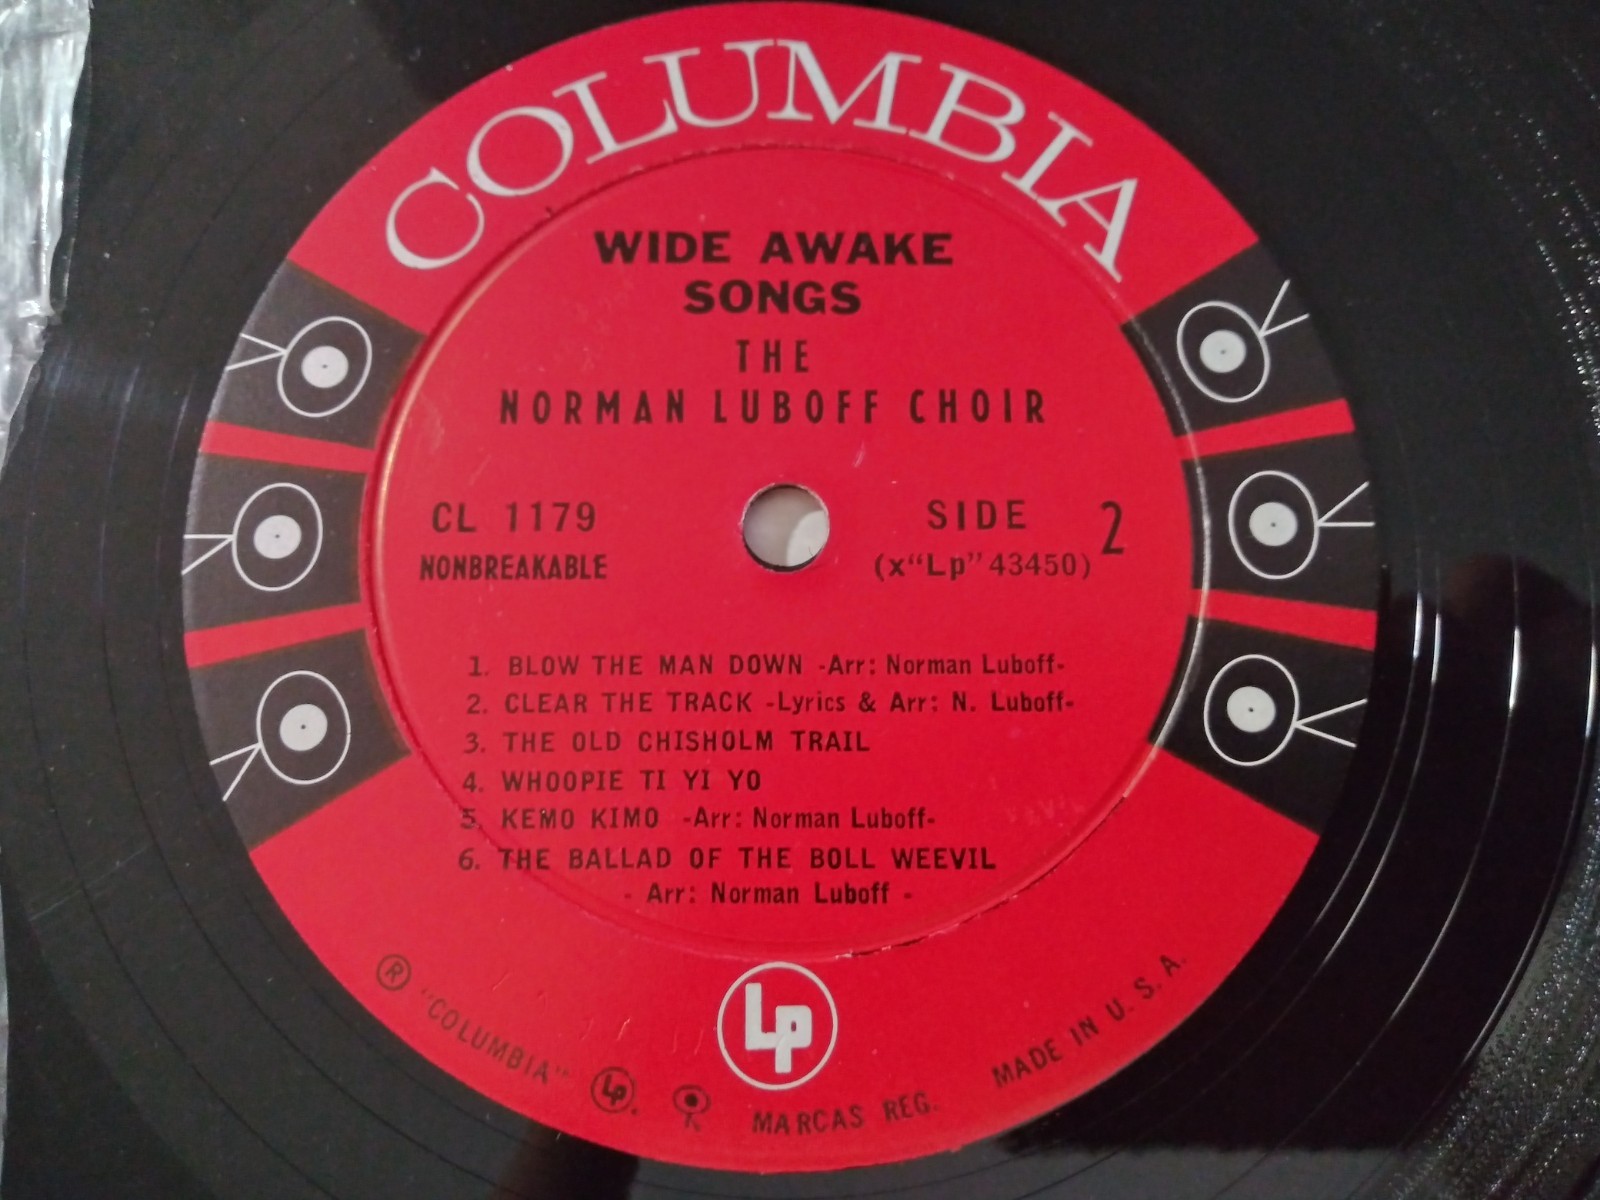 COLUMBIA
WIDE AWAKE
SONGS
THE
NORMAN LUBOFF CHOIR
CL 1179
NONBREAKABLE
SIDE 2
(x“Lp” 43450)
1. BLOW THE MAN DOWN -Arr: Norman Luboff-
2. CLEAR THE TRACK -Lyrics & Arr: N. Luboff-
3. THE OLD CHISHOLM TRAIL
4. WHOOPIE TI YI YO
5. KEMO KIMO -Arr: Norman Luboff-
6. THE BALLAD OF THE BOLL WEEVIL
- Arr: Norman Luboff -
Lp
® “COLUMBIA” Lp. MARCAS REG. MADE IN U. S. A.